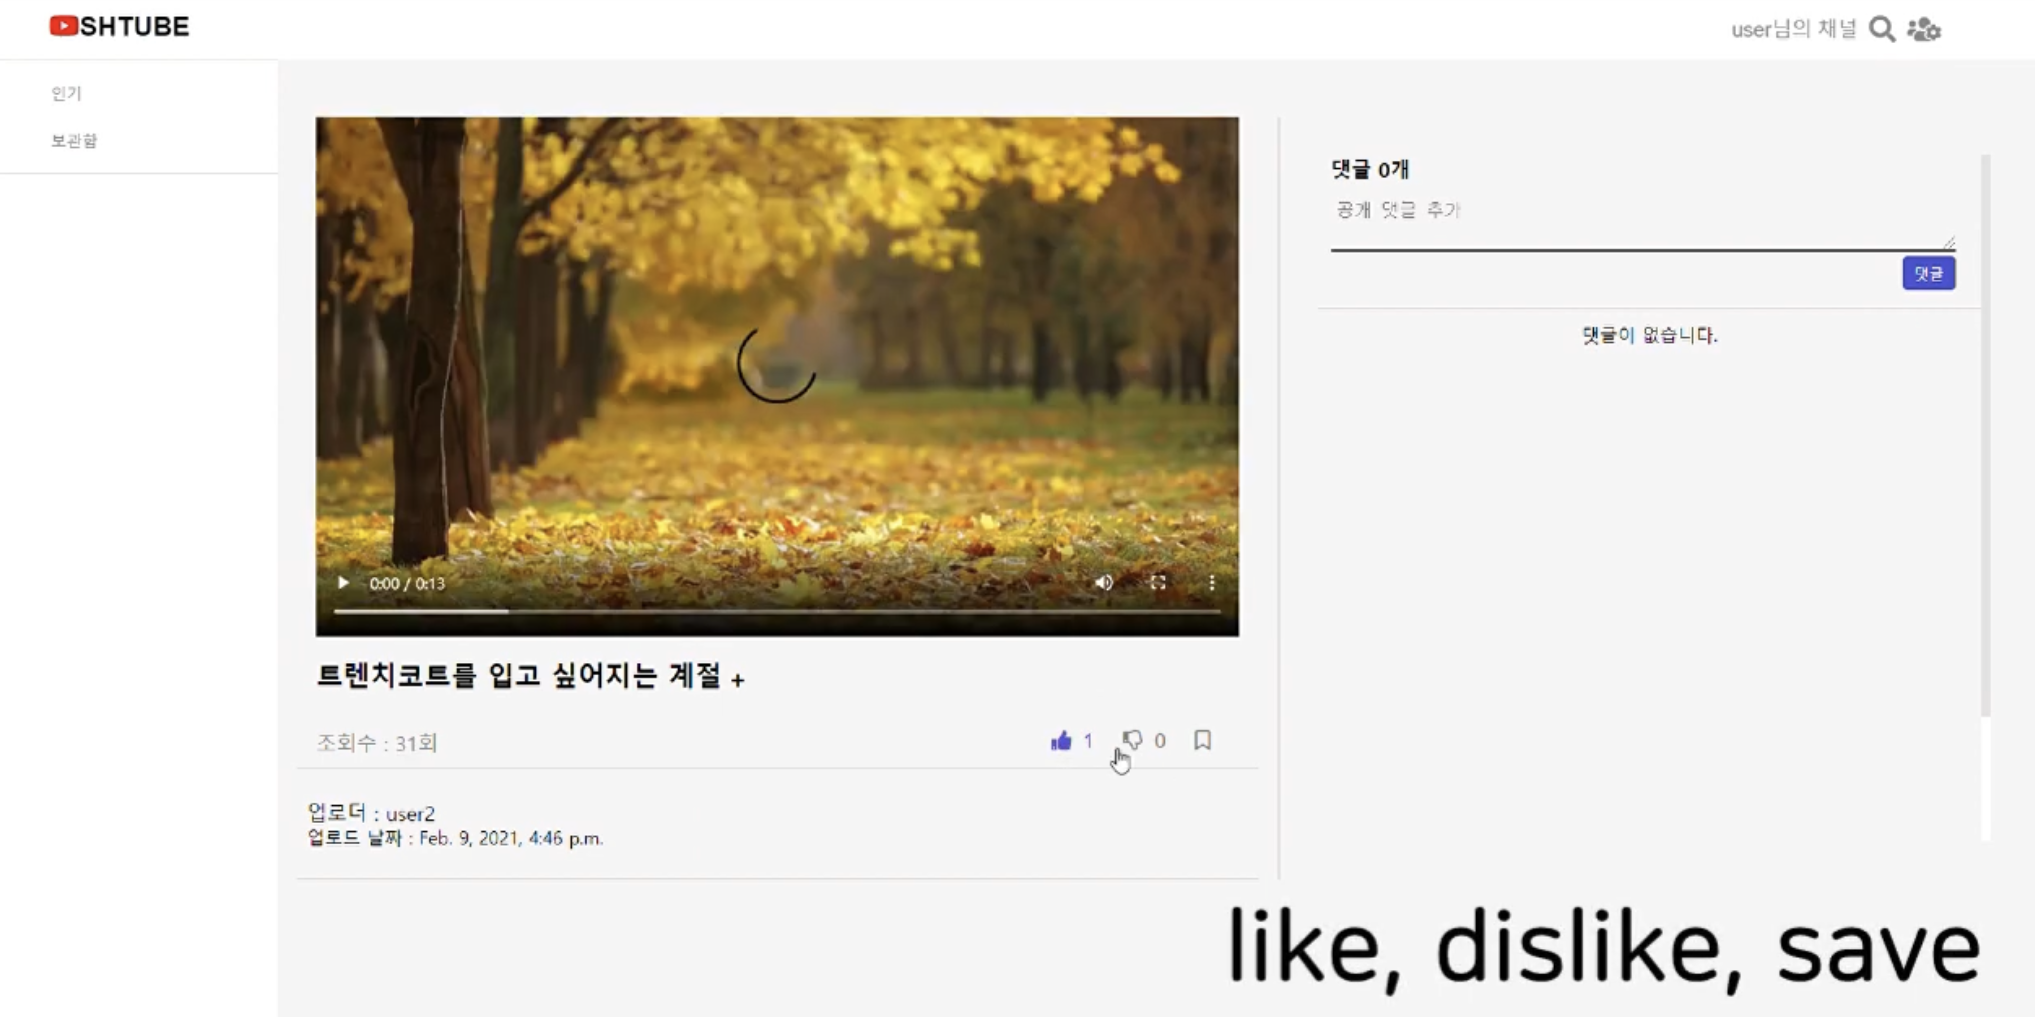 SHTUBE
user님의 채널
인기
보관함
0:00 / 0:13
트렌치코트를 입고 싶어지는 계절 +
조회수 : 31회
1
0
업로더 : user2
업로드 날짜 : Feb. 9, 2021, 4:46 p.m.
댓글 0개
공개 댓글 추가
댓글
댓글이 없습니다.
like, dislike, save